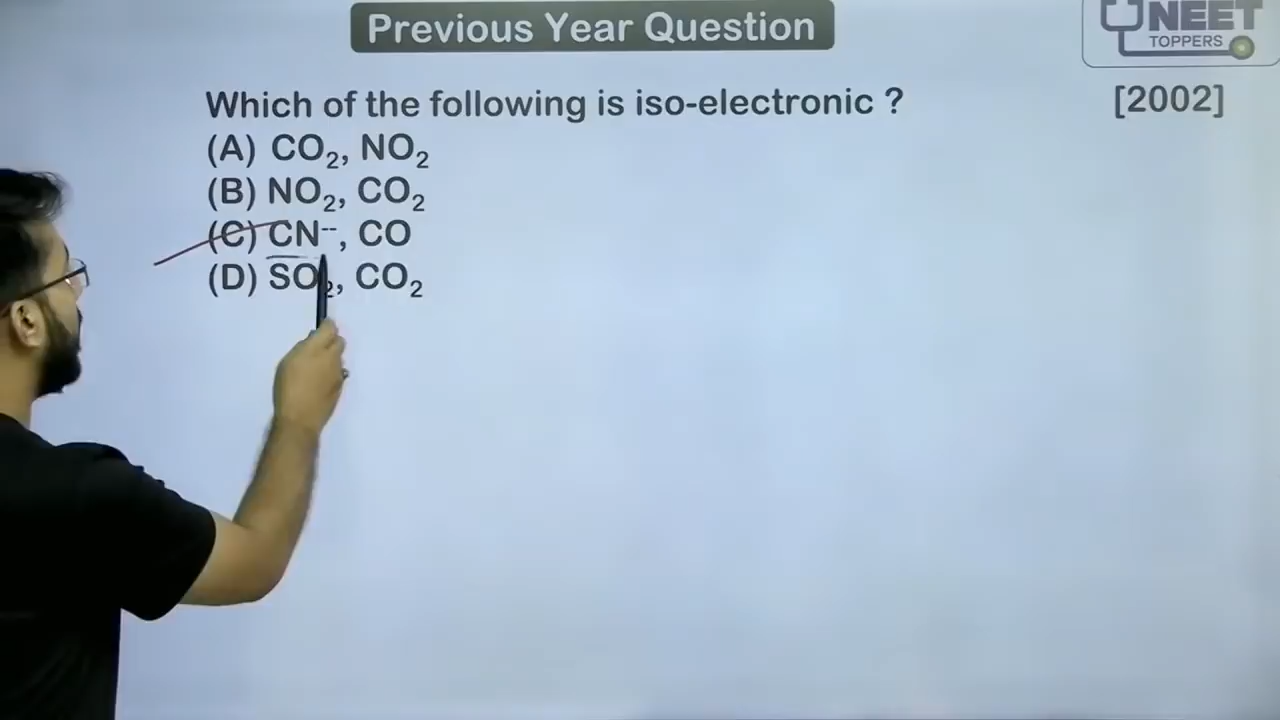 Previous Year Question
NEET
TOPPERS
Which of the following is iso-electronic ? [2002]
(A) CO₂, NO₂
(B) NO₂, CO₂
(C) CN⁻⁻, CO
(D) SO₂, CO₂